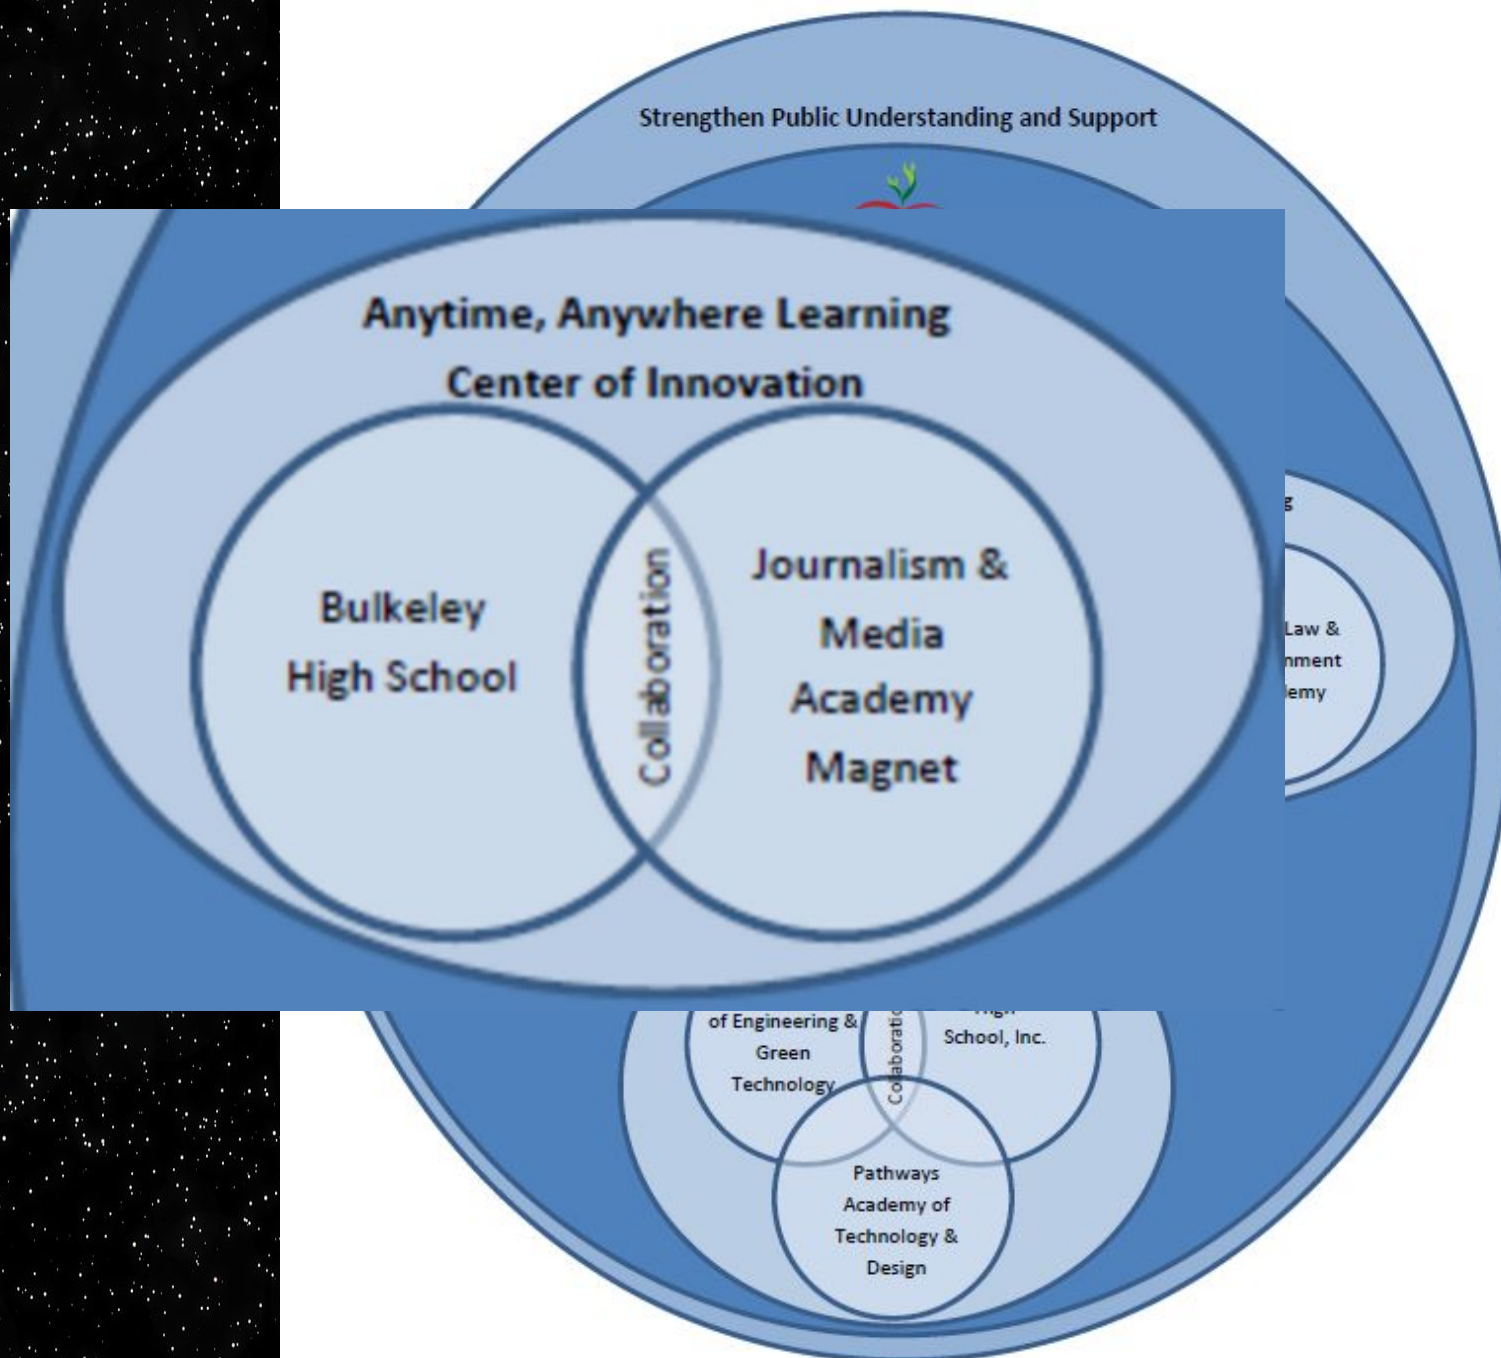 Strengthen Public Understanding and Support
Anytime, Anywhere Learning
Center of Innovation
Bulkeley
High School
Collaboration
Journalism &
Media
Academy
Magnet
Law &
of Engineering &
Green
Technology
School, Inc.
Pathways
Academy of
Technology &
Design